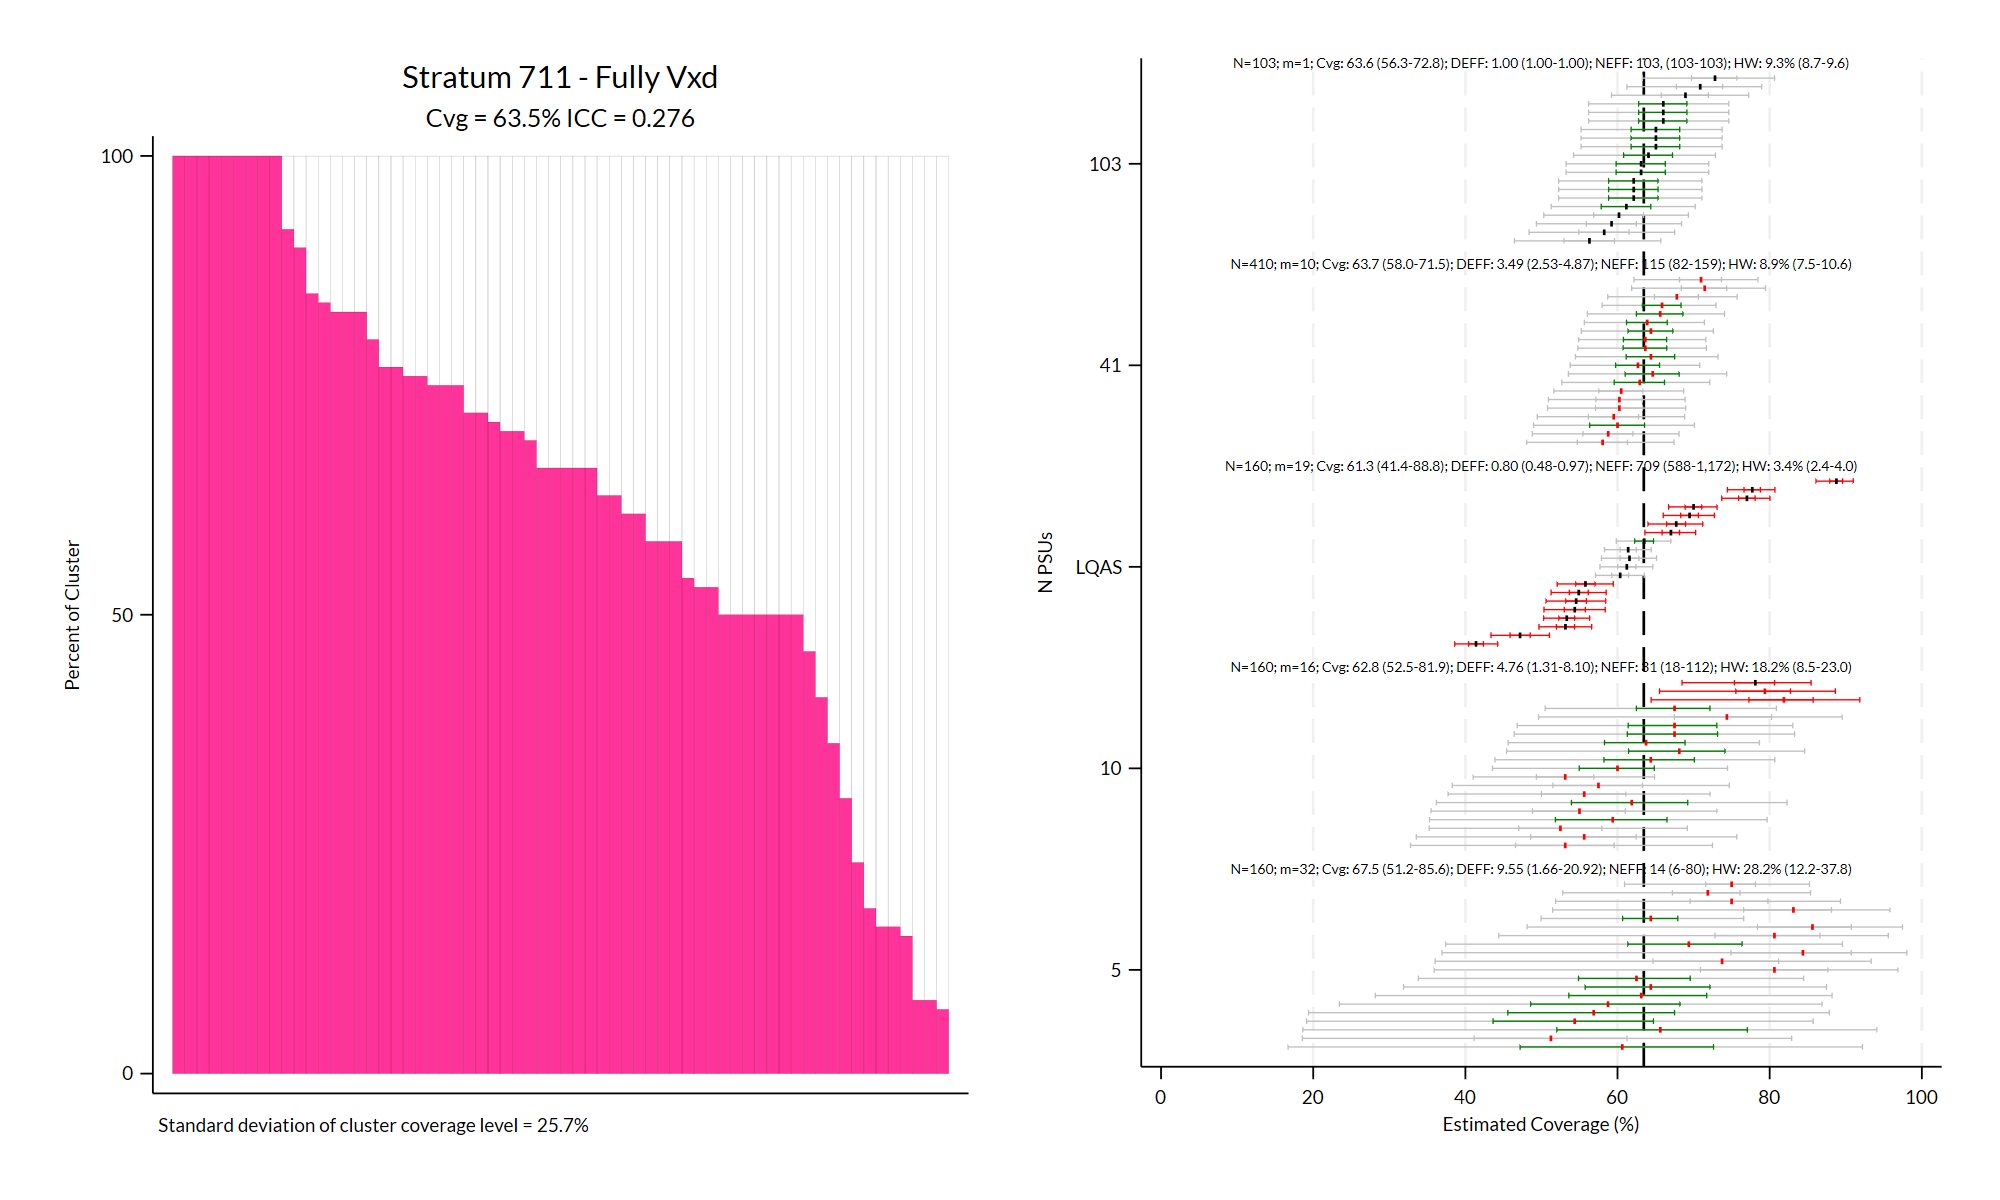 Stratum 711 - Fully Vxd
Cvg = 63.5% ICC = 0.276
Percent of Cluster
100
50
0
Standard deviation of cluster coverage level = 25.7%
N PSUs
103
41
LQAS
10
5
N=103; m=1; Cvg: 63.6 (56.3-72.8); DEFF: 1.00 (1.00-1.00); NEFF: 103, (103-103); HW: 9.3% (8.7-9.6)
N=410; m=10; Cvg: 63.7 (58.0-71.5); DEFF: 3.49 (2.53-4.87); NEFF: 115 (82-159); HW: 8.9% (7.5-10.6)
N=160; m=19; Cvg: 61.3 (41.4-88.8); DEFF: 0.80 (0.48-0.97); NEFF: 709 (588-1,172); HW: 3.4% (2.4-4.0)
N=160; m=16; Cvg: 62.8 (52.5-81.9); DEFF: 4.76 (1.31-8.10); NEFF: 81 (18-112); HW: 18.2% (8.5-23.0)
N=160; m=32; Cvg: 67.5 (51.2-85.6); DEFF: 9.55 (1.66-20.92); NEFF: 14 (6-80); HW: 28.2% (12.2-37.8)
0 20 40 60 80 100
Estimated Coverage (%)